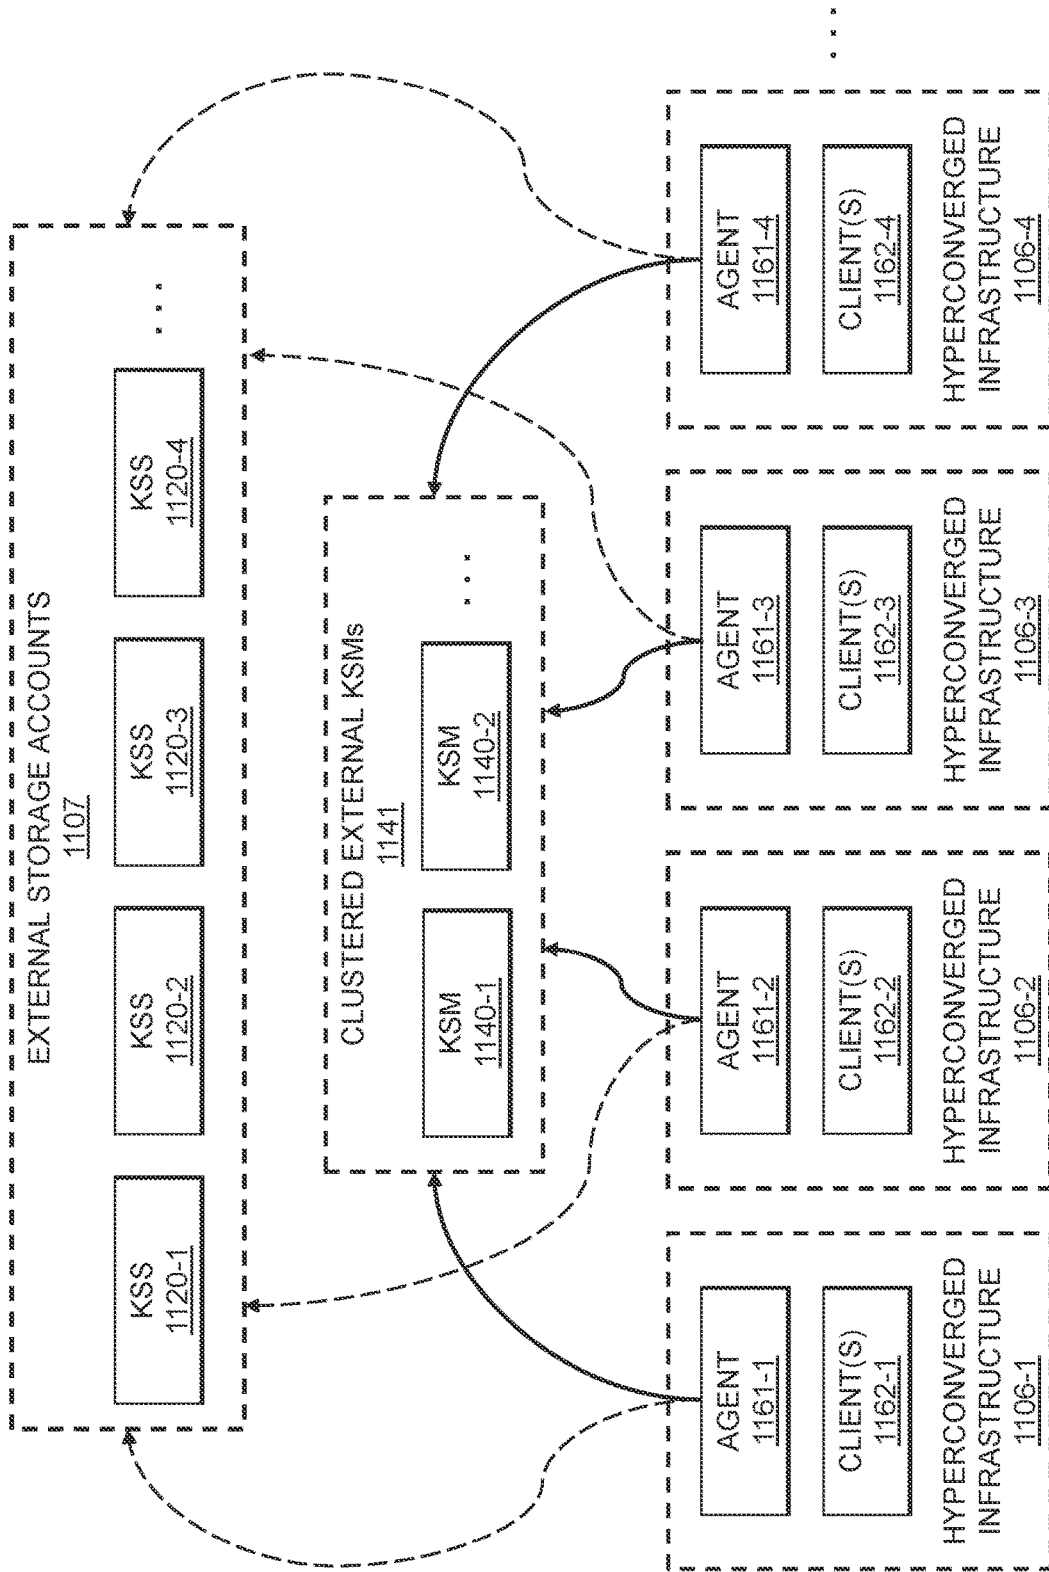 EXTERNAL STORAGE ACCOUNTS
1107
KSS
1120-1
KSS
1120-2
KSS
1120-3
KSS
1120-4
...
CLUSTERED EXTERNAL KSMs
1141
KSM
1140-1
KSM
1140-2
...
AGENT
1161-1
CLIENT(S)
1162-1
HYPERCONVERGED
INFRASTRUCTURE
1106-1
AGENT
1161-2
CLIENT(S)
1162-2
HYPERCONVERGED
INFRASTRUCTURE
1106-2
AGENT
1161-3
CLIENT(S)
1162-3
HYPERCONVERGED
INFRASTRUCTURE
1106-3
AGENT
1161-4
CLIENT(S)
1162-4
HYPERCONVERGED
INFRASTRUCTURE
1106-4
...